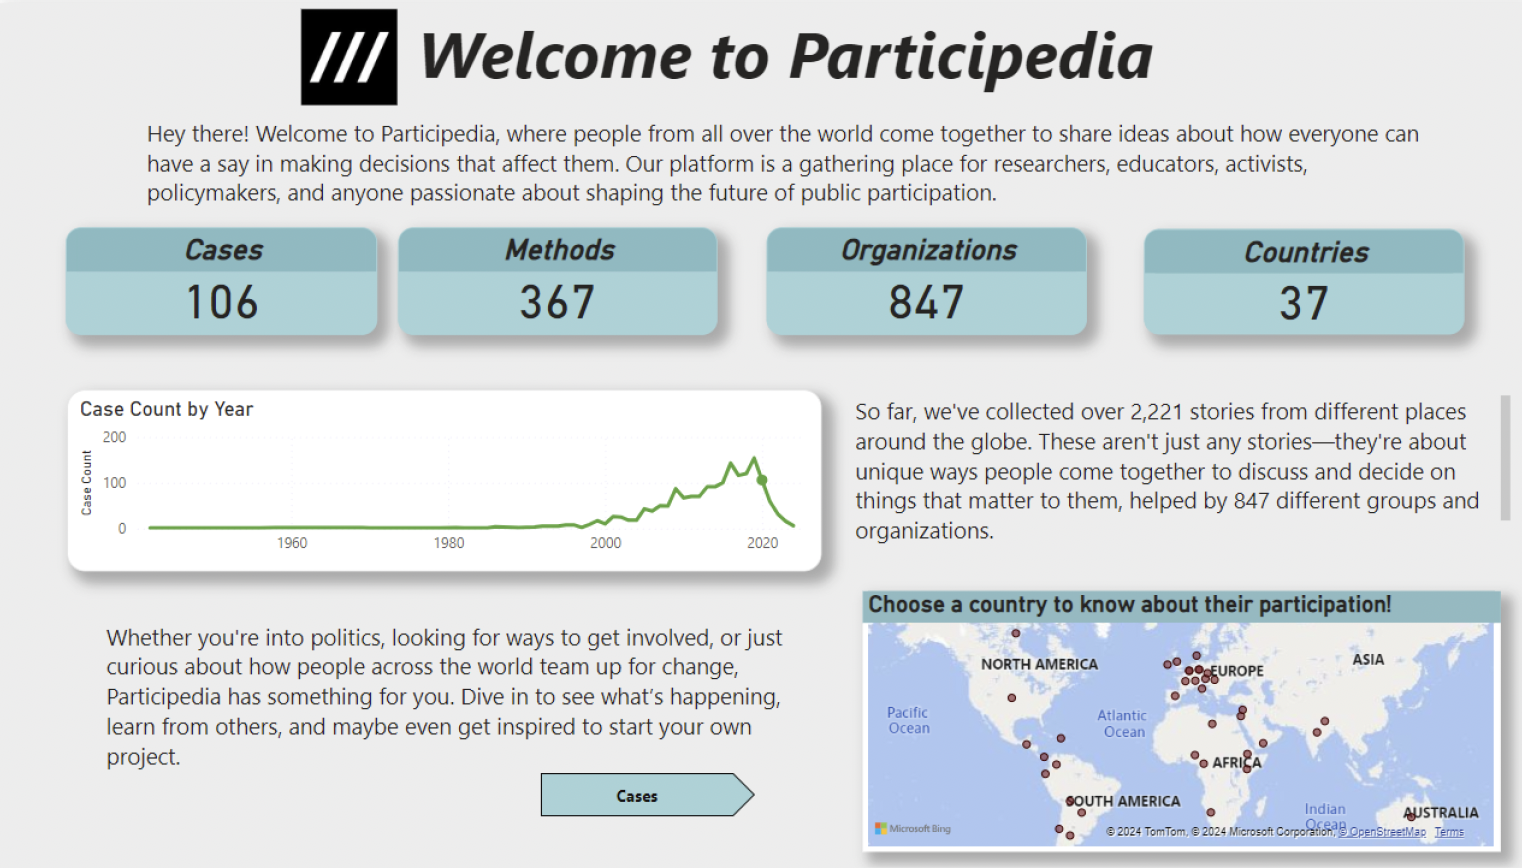 /// Welcome to Participedia
Hey there! Welcome to Participedia, where people from all over the world come together to share ideas about how everyone can
have a say in making decisions that affect them. Our platform is a gathering place for researchers, educators, activists,
policymakers, and anyone passionate about shaping the future of public participation.
Cases
106
Methods
367
Organizations
847
Countries
37
Case Count by Year
Case Count
200
100
0
1960
1980
2000
2020
So far, we've collected over 2,221 stories from different places
around the globe. These aren't just any stories—they're about
unique ways people come together to discuss and decide on
things that matter to them, helped by 847 different groups and
organizations.
Whether you're into politics, looking for ways to get involved, or just
curious about how people across the world team up for change,
Participedia has something for you. Dive in to see what's happening,
learn from others, and maybe even get inspired to start your own
project.
Cases
Choose a country to know about their participation!
NORTH AMERICA
EUROPE
ASIA
Pacific
Ocean
Atlantic
Ocean
AFRICA
SOUTH AMERICA
Indian
Ocean
AUSTRALIA
Microsoft Bing
© 2024 TomTom, © 2024 Microsoft Corporation, © OpenStreetMap Terms